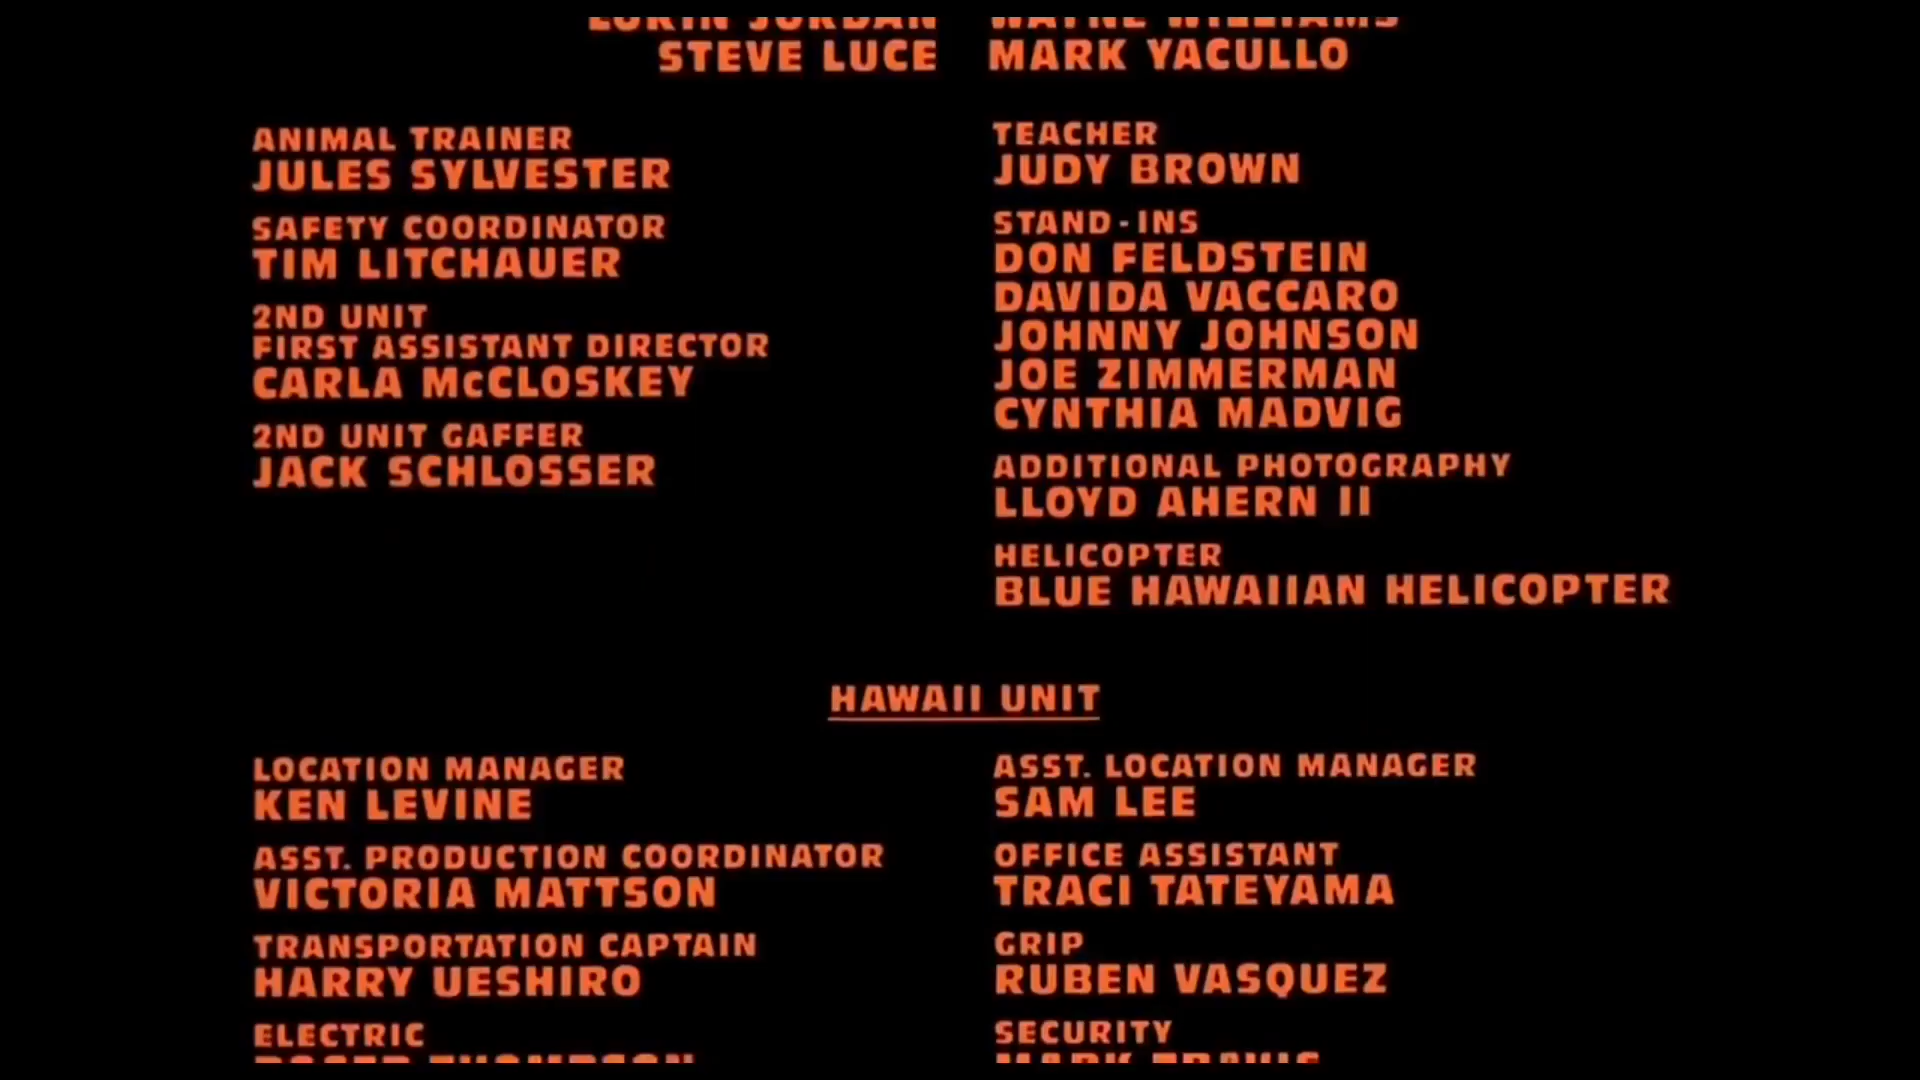 STEVE LUCE MARK YACULLO
ANIMAL TRAINER
JULES SYLVESTER
SAFETY COORDINATOR
TIM LITCHAUER
2ND UNIT
FIRST ASSISTANT DIRECTOR
CARLA McCLOSKEY
2ND UNIT GAFFER
JACK SCHLOSSER
TEACHER
JUDY BROWN
STAND-INS
DON FELDSTEIN
DAVIDA VACCARO
JOHNNY JOHNSON
JOE ZIMMERMAN
CYNTHIA MADVIG
ADDITIONAL PHOTOGRAPHY
LLOYD AHERN II
HELICOPTER
BLUE HAWAIIAN HELICOPTER
HAWAII UNIT
LOCATION MANAGER
KEN LEVINE
ASST. PRODUCTION COORDINATOR
VICTORIA MATTSON
TRANSPORTATION CAPTAIN
HARRY UESHIRO
ELECTRIC
ASST. LOCATION MANAGER
SAM LEE
OFFICE ASSISTANT
TRACI TATEYAMA
GRIP
RUBEN VASQUEZ
SECURITY